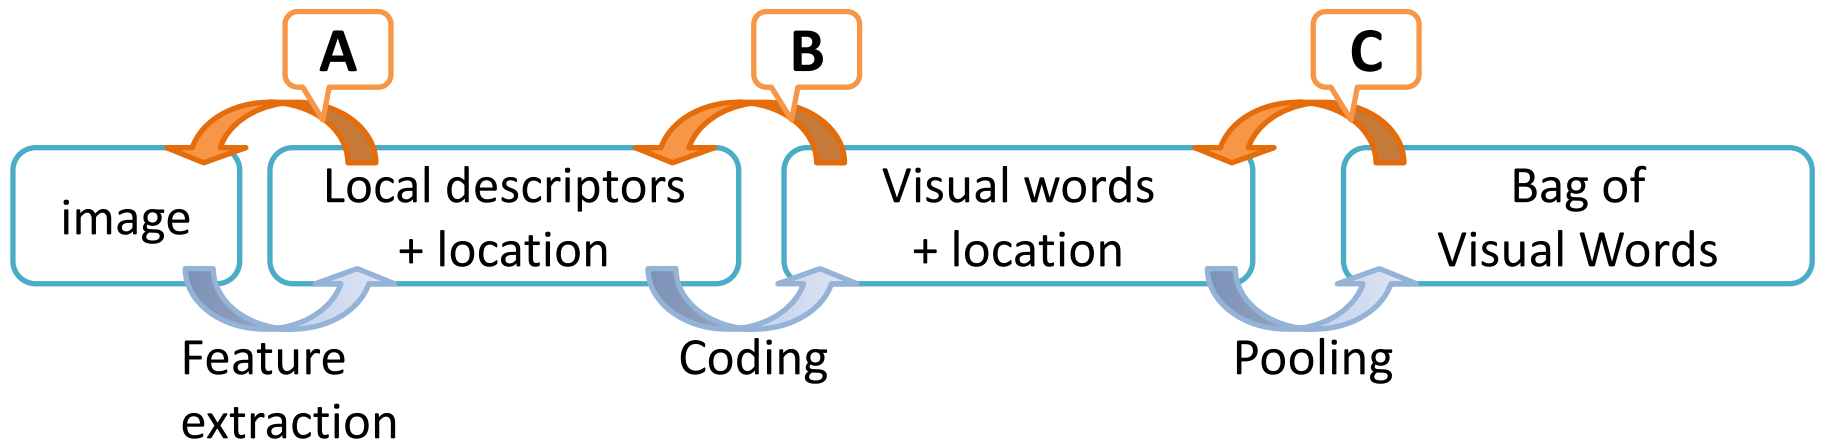 A
B
C
image
Local descriptors
+ location
Visual words
+ location
Bag of
Visual Words
Feature
extraction
Coding
Pooling